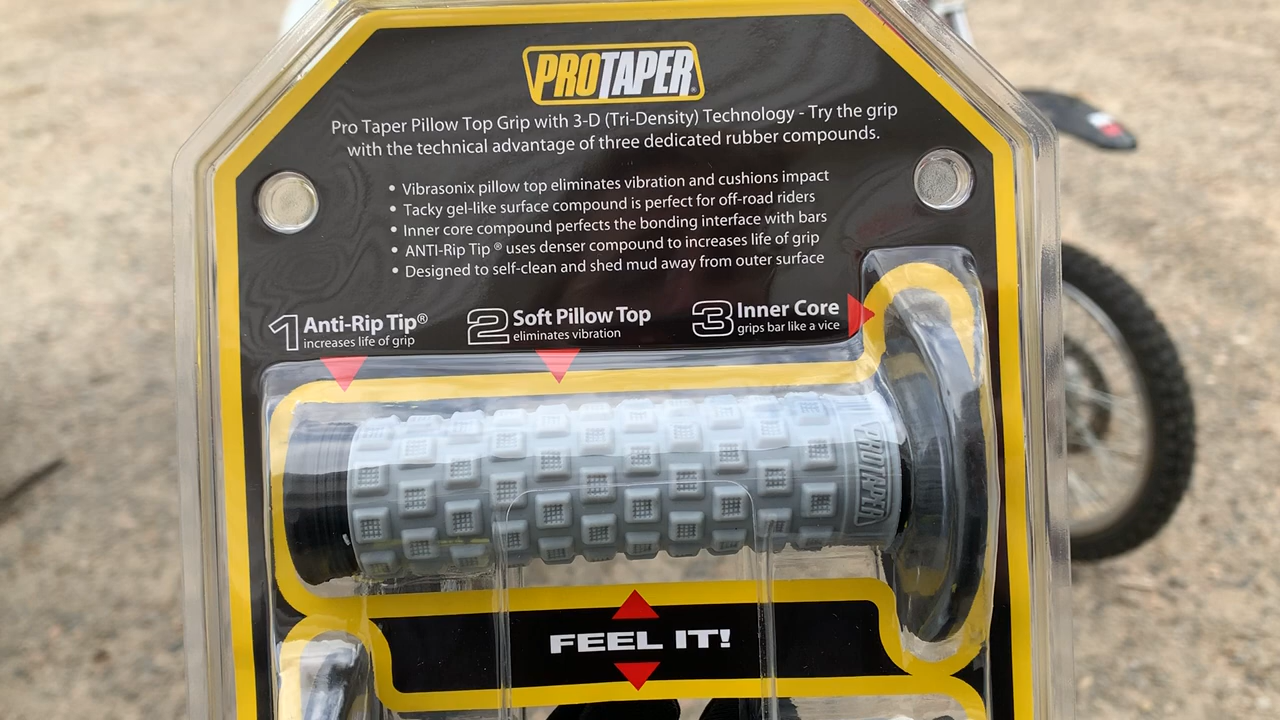 PROTAPER®
Pro Taper Pillow Top Grip with 3-D (Tri-Density) Technology - Try the grip
with the technical advantage of three dedicated rubber compounds.
• Vibrasonix pillow top eliminates vibration and cushions impact
• Tacky gel-like surface compound is perfect for off-road riders
• Inner core compound perfects the bonding interface with bars
• ANTI-Rip Tip ® uses denser compound to increases life of grip
• Designed to self-clean and shed mud away from outer surface
1 Anti-Rip Tip®
increases life of grip
2 Soft Pillow Top
eliminates vibration
3 Inner Core
grips bar like a vice
PROTAPER
FEEL IT!